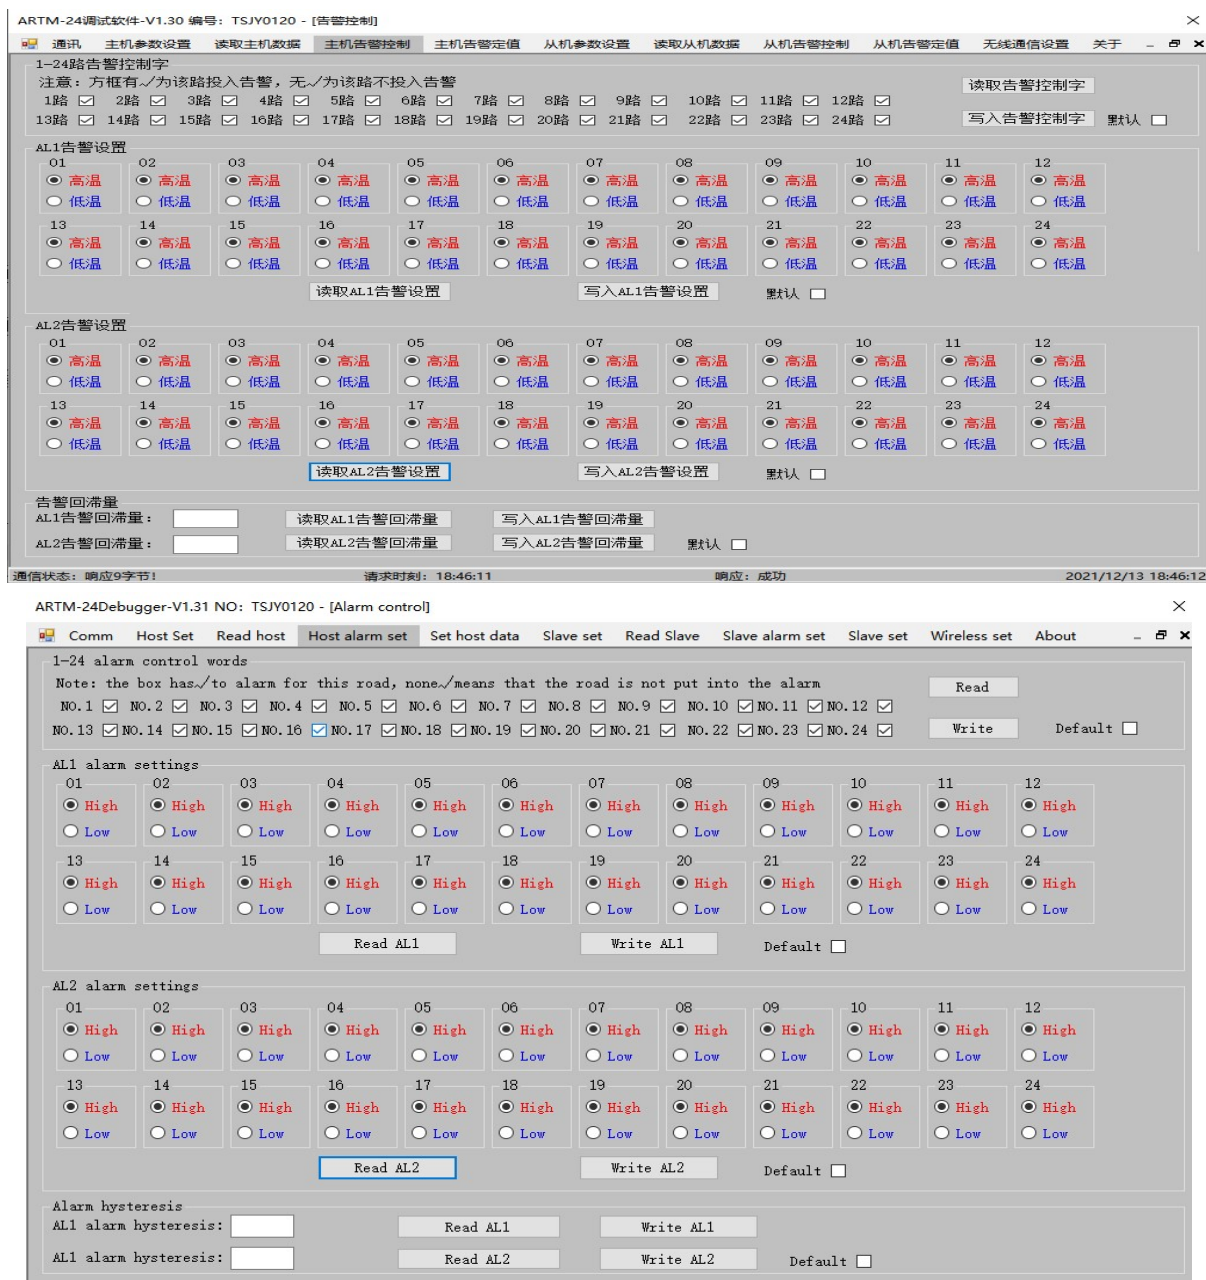 ARTM-24调试软件-V1.30 编号: TSJY0120 - [告警控制]
通讯 主机参数设置 读取主机数据 主机告警控制 主机告警定值 从机参数设置 读取从机数据 从机告警控制 从机告警定值 无线通信设置 关于
1-24路告警控制字
注意: 方框有√为该路投入告警, 无√为该路不投入告警 读取告警控制字
1路 2路 3路 4路 5路 6路 7路 8路 9路 10路 11路 12路
13路 14路 15路 16路 17路 18路 19路 20路 21路 22路 23路 24路 写入告警控制字 默认
AL1告警设置
01 02 03 04 05 06 07 08 09 10 11 12
高温 高温 高温 高温 高温 高温 高温 高温 高温 高温 高温 高温
低温 低温 低温 低温 低温 低温 低温 低温 低温 低温 低温 低温
13 14 15 16 17 18 19 20 21 22 23 24
高温 高温 高温 高温 高温 高温 高温 高温 高温 高温 高温 高温
低温 低温 低温 低温 低温 低温 低温 低温 低温 低温 低温 低温
读取AL1告警设置 写入AL1告警设置 默认
AL2告警设置
01 02 03 04 05 06 07 08 09 10 11 12
高温 高温 高温 高温 高温 高温 高温 高温 高温 高温 高温 高温
低温 低温 低温 低温 低温 低温 低温 低温 低温 低温 低温 低温
13 14 15 16 17 18 19 20 21 22 23 24
高温 高温 高温 高温 高温 高温 高温 高温 高温 高温 高温 高温
低温 低温 低温 低温 低温 低温 低温 低温 低温 低温 低温 低温
读取AL2告警设置 写入AL2告警设置 默认
告警回滞量
AL1告警回滞量: 读取AL1告警回滞量 写入AL1告警回滞量
AL2告警回滞量: 读取AL2告警回滞量 写入AL2告警回滞量 默认
通信状态: 响应9字节! 请求时刻: 18:46:11 响应: 成功 2021/12/13 18:46:12
ARTM-24Debugger-V1.31 NO: TSJY0120 - [Alarm control]
Comm Host Set Read host Host alarm set Set host data Slave set Read Slave Slave alarm set Slave set Wireless set About
1-24 alarm control words
Note: the box has√to alarm for this road, none√means that the road is not put into the alarm Read
NO.1 NO.2 NO.3 NO.4 NO.5 NO.6 NO.7 NO.8 NO.9 NO.10 NO.11 NO.12
NO.13 NO.14 NO.15 NO.16 NO.17 NO.18 NO.19 NO.20 NO.21 NO.22 NO.23 NO.24 Write Default
AL1 alarm settings
01 02 03 04 05 06 07 08 09 10 11 12
High High High High High High High High High High High High
Low Low Low Low Low Low Low Low Low Low Low Low
13 14 15 16 17 18 19 20 21 22 23 24
High High High High High High High High High High High High
Low Low Low Low Low Low Low Low Low Low Low Low
Read AL1 Write AL1 Default
AL2 alarm settings
01 02 03 04 05 06 07 08 09 10 11 12
High High High High High High High High High High High High
Low Low Low Low Low Low Low Low Low Low Low Low
13 14 15 16 17 18 19 20 21 22 23 24
High High High High High High High High High High High High
Low Low Low Low Low Low Low Low Low Low Low Low
Read AL2 Write AL2 Default
Alarm hysteresis
AL1 alarm hysteresis: Read AL1 Write AL1
AL1 alarm hysteresis: Read AL2 Write AL2 Default